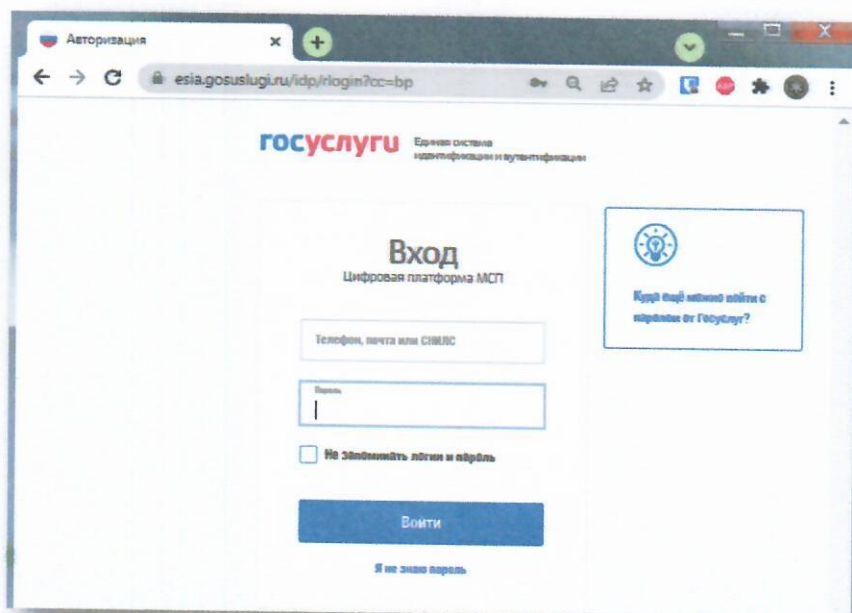 Авторизация
esia.gosuslugi.ru/idp/rlogin?cc=bp
госуслуги
Единая система
идентификации и аутентификации
Вход
Цифровая платформа МСП
Куда ещё можно войти с
паролем от Госуслуг?
Телефон, почта или СНИЛС
Пароль
Не запоминать логин и пароль
Войти
Я не знаю пароль